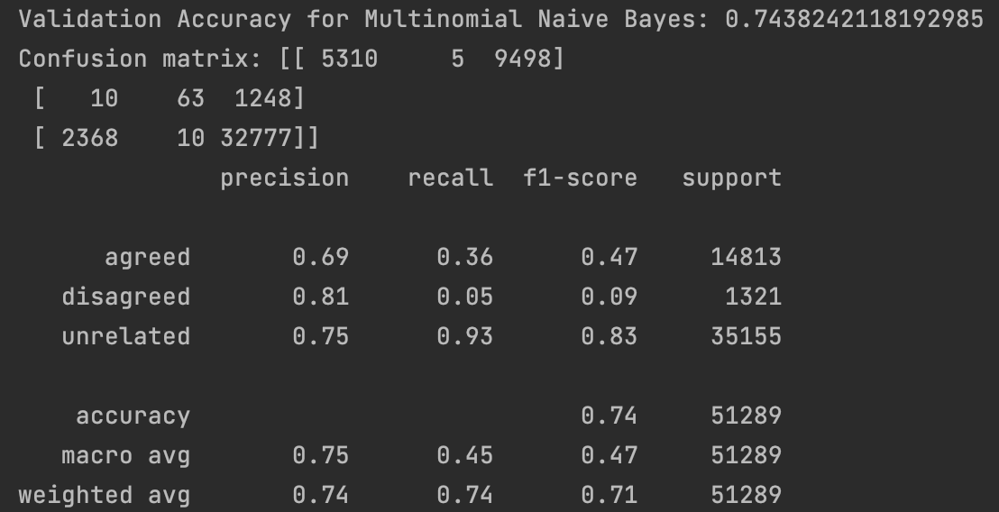 Validation Accuracy for Multinomial Naive Bayes: 0.7438242118192985
Confusion matrix: [[ 5310     5  9498]
 [   10    63  1248]
 [ 2368    10 32777]]
              precision    recall  f1-score   support

      agreed       0.69      0.36      0.47     14813
   disagreed       0.81      0.05      0.09      1321
   unrelated       0.75      0.93      0.83     35155

    accuracy                           0.74     51289
   macro avg       0.75      0.45      0.47     51289
weighted avg       0.74      0.74      0.71     51289